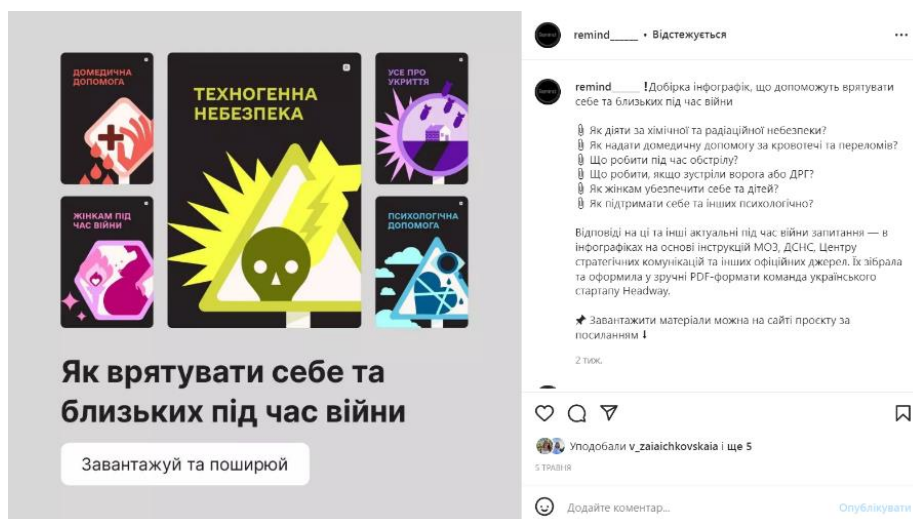 ДОМЕДИЧНА
ДОПОМОГА
ТЕХНОГЕННА
НЕБЕЗПЕКА
УСЕ ПРО
УКРИТТЯ
ЖІНКАМ ПІД
ЧАС ВІЙНИ
ПСИХОЛОГІЧНА
ДОПОМОГА
Як врятувати себе та
близьких під час війни
Завантажуй та поширюй
remind_____ • Відстежується
remind_____ ❗Добірка інфографік, що допоможуть врятувати
себе та близьких під час війни
Як діяти за хімічної та радіаційної небезпеки?
Як надати домедичну допомогу за кровотечі та переломів?
Що робити під час обстрілу?
Що робити, якщо зустріли ворога або ДРГ?
Як жінкам убезпечити себе та дітей?
Як підтримати себе та інших психологічно?
Відповіді на ці та інші актуальні під час війни запитання — в
інфографіках на основі інструкцій МОЗ, ДСНС, Центру
стратегічних комунікацій та інших офіційних джерел. Їх зібрала
та оформила у зручні PDF-формати команда українського
стартапу Headway.
📌 Завантажити матеріали можна на сайті проєкту за
посиланням ⬇
2 тиж.
Уподобали v_zaiaichkovskaia і ще 5
5 ТРАВНЯ
Додайте коментар...
Опублікувати